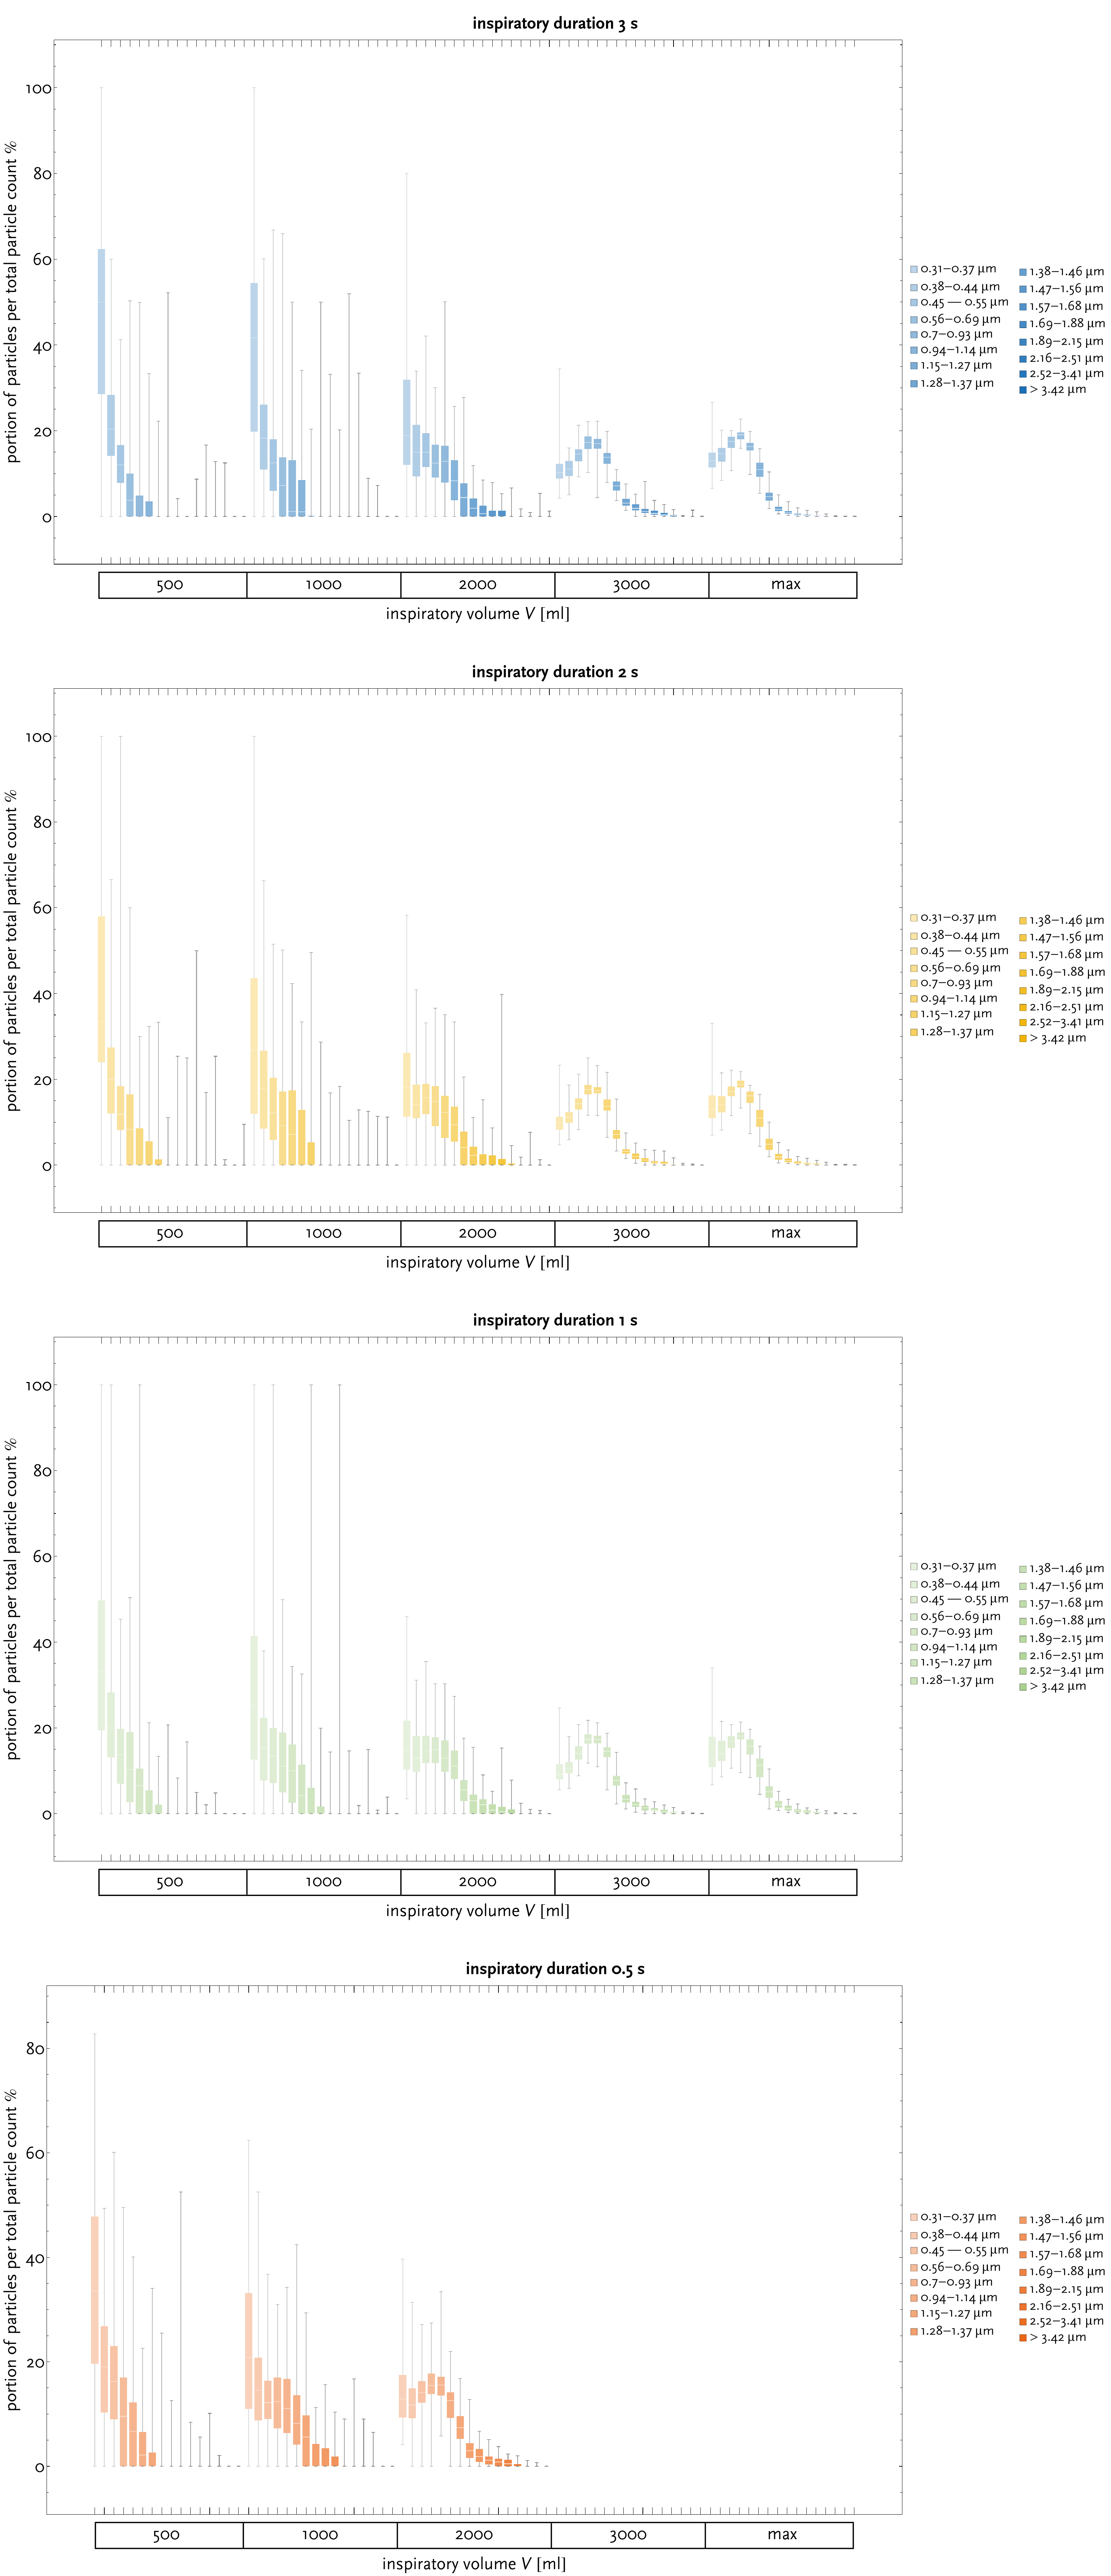 inspiratory duration 3 s
portion of particles per total particle count %
100
80
60
40
20
0
500 1000 2000 3000 max
inspiratory volume V [ml]
0.31–0.37 µm
0.38–0.44 µm
0.45 — 0.55 µm
0.56–0.69 µm
0.7–0.93 µm
0.94–1.14 µm
1.15–1.27 µm
1.28–1.37 µm
1.38–1.46 µm
1.47–1.56 µm
1.57–1.68 µm
1.69–1.88 µm
1.89–2.15 µm
2.16–2.51 µm
2.52–3.41 µm
> 3.42 µm
inspiratory duration 2 s
portion of particles per total particle count %
100
80
60
40
20
0
500 1000 2000 3000 max
inspiratory volume V [ml]
0.31–0.37 µm
0.38–0.44 µm
0.45 — 0.55 µm
0.56–0.69 µm
0.7–0.93 µm
0.94–1.14 µm
1.15–1.27 µm
1.28–1.37 µm
1.38–1.46 µm
1.47–1.56 µm
1.57–1.68 µm
1.69–1.88 µm
1.89–2.15 µm
2.16–2.51 µm
2.52–3.41 µm
> 3.42 µm
inspiratory duration 1 s
portion of particles per total particle count %
100
80
60
40
20
0
500 1000 2000 3000 max
inspiratory volume V [ml]
0.31–0.37 µm
0.38–0.44 µm
0.45 — 0.55 µm
0.56–0.69 µm
0.7–0.93 µm
0.94–1.14 µm
1.15–1.27 µm
1.28–1.37 µm
1.38–1.46 µm
1.47–1.56 µm
1.57–1.68 µm
1.69–1.88 µm
1.89–2.15 µm
2.16–2.51 µm
2.52–3.41 µm
> 3.42 µm
inspiratory duration 0.5 s
portion of particles per total particle count %
80
60
40
20
0
500 1000 2000 3000 max
inspiratory volume V [ml]
0.31–0.37 µm
0.38–0.44 µm
0.45 — 0.55 µm
0.56–0.69 µm
0.7–0.93 µm
0.94–1.14 µm
1.15–1.27 µm
1.28–1.37 µm
1.38–1.46 µm
1.47–1.56 µm
1.57–1.68 µm
1.69–1.88 µm
1.89–2.15 µm
2.16–2.51 µm
2.52–3.41 µm
> 3.42 µm